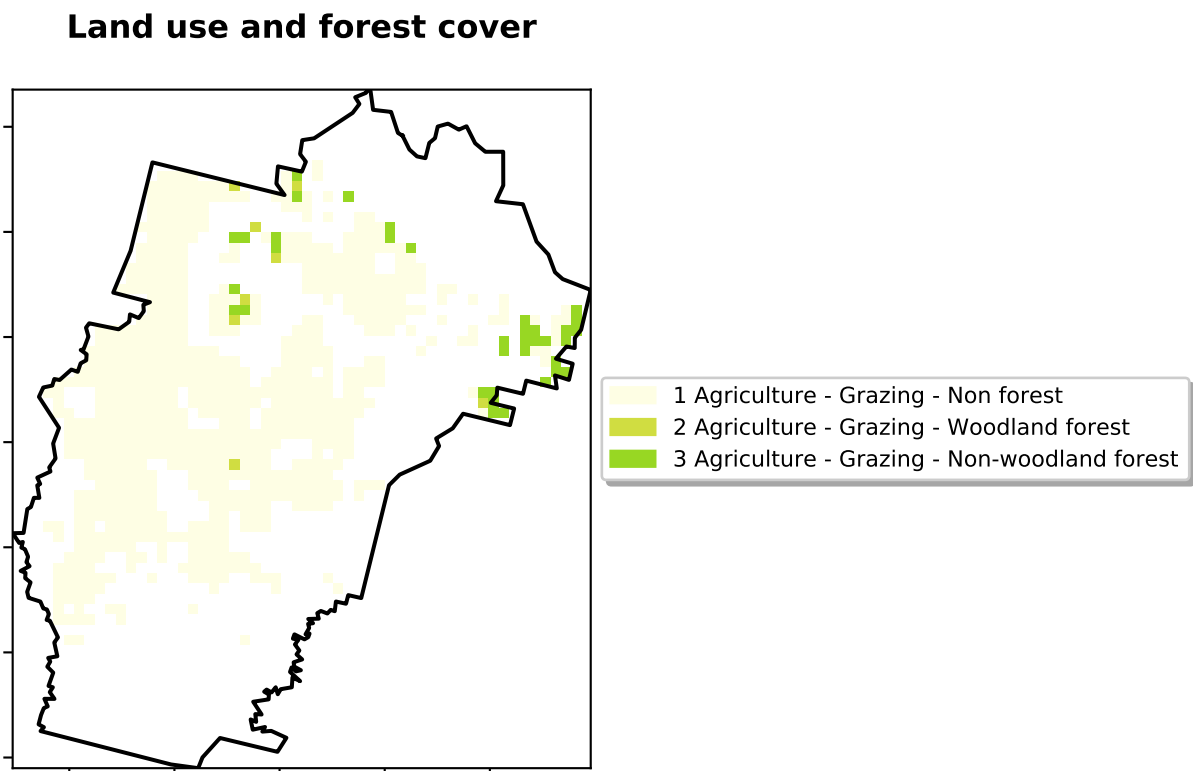 Land use and forest cover
1 Agriculture - Grazing - Non forest
2 Agriculture - Grazing - Woodland forest
3 Agriculture - Grazing - Non-woodland forest